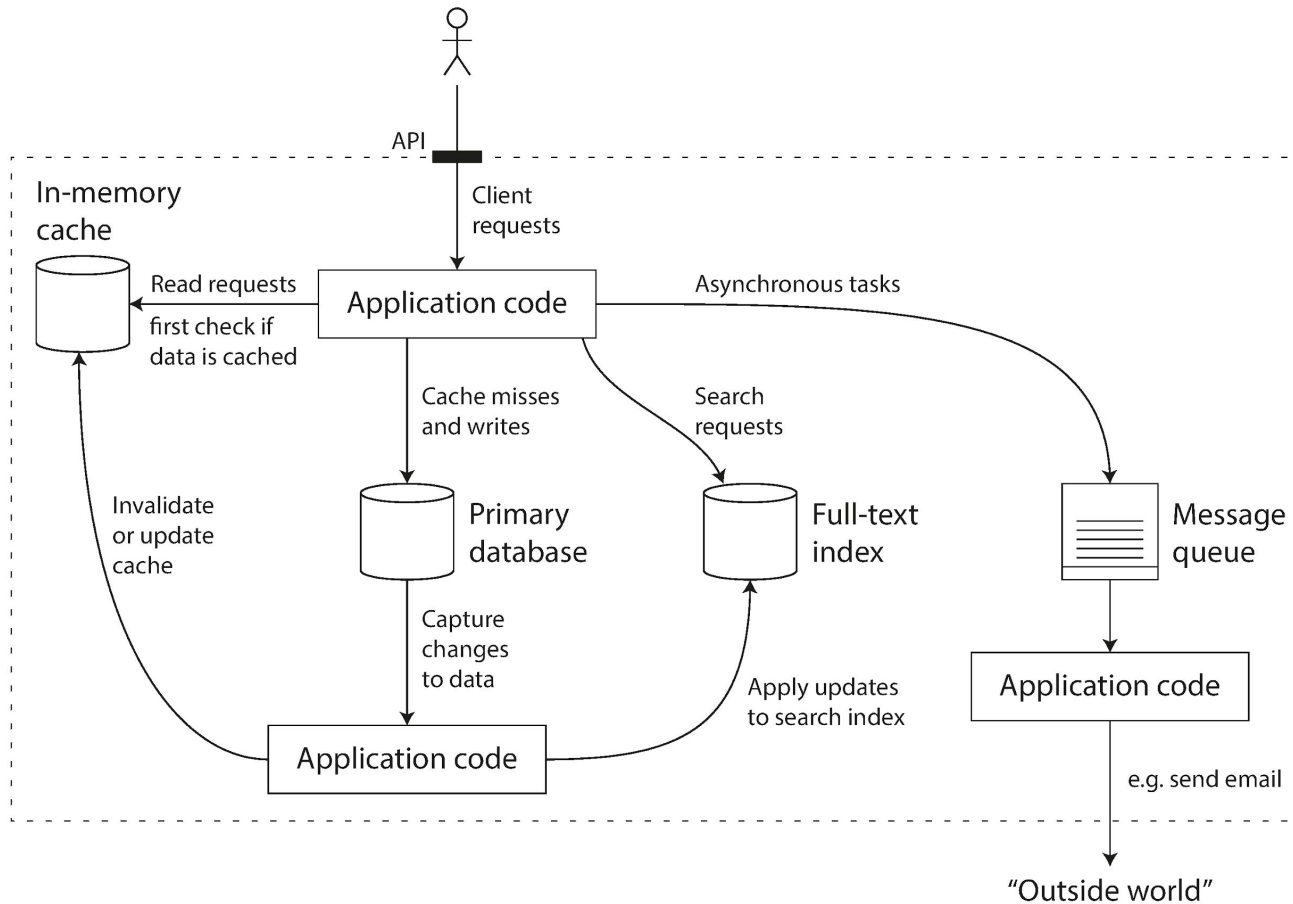 API
Client
requests
In-memory
cache
Read requests
first check if
data is cached
Application code
Asynchronous tasks
Cache misses
and writes
Search
requests
Invalidate
or update
cache
Primary
database
Full-text
index
Message
queue
Capture
changes
to data
Apply updates
to search index
Application code
Application code
e.g. send email
“Outside world”